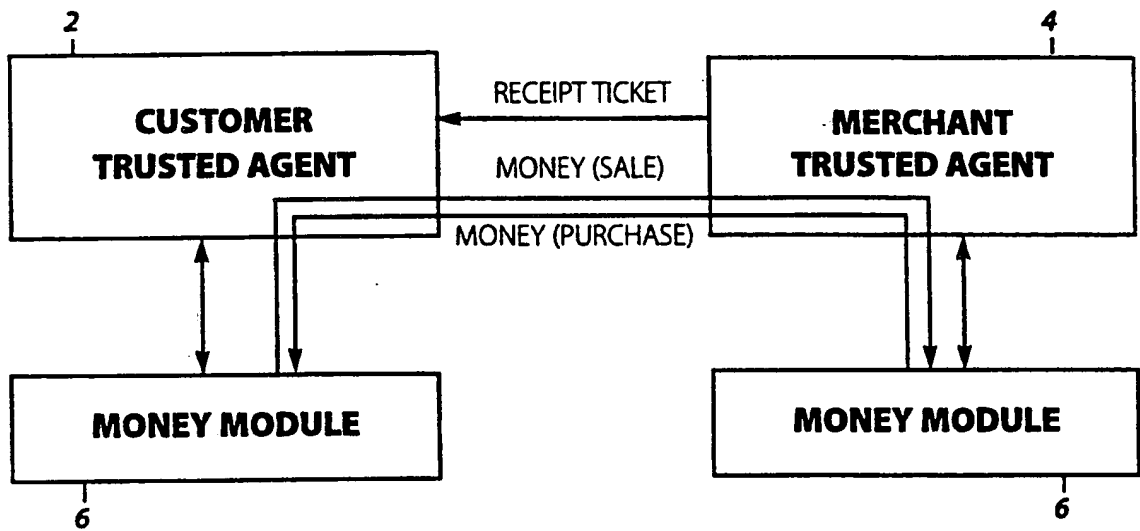 2
4
CUSTOMER
TRUSTED AGENT
RECEIPT TICKET
MERCHANT
TRUSTED AGENT
MONEY (SALE)
MONEY (PURCHASE)
MONEY MODULE
MONEY MODULE
6
6